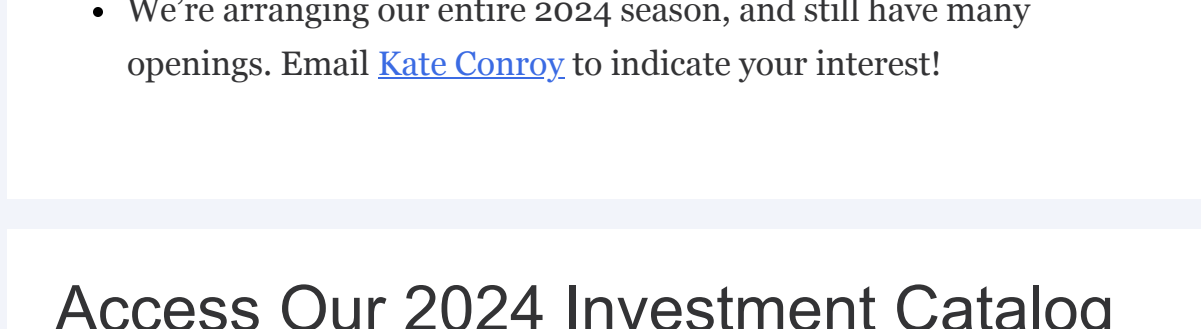 We’re arranging our entire 2024 season, and still have many
openings. Email Kate Conroy to indicate your interest!
Access Our 2024 Investment Catalog